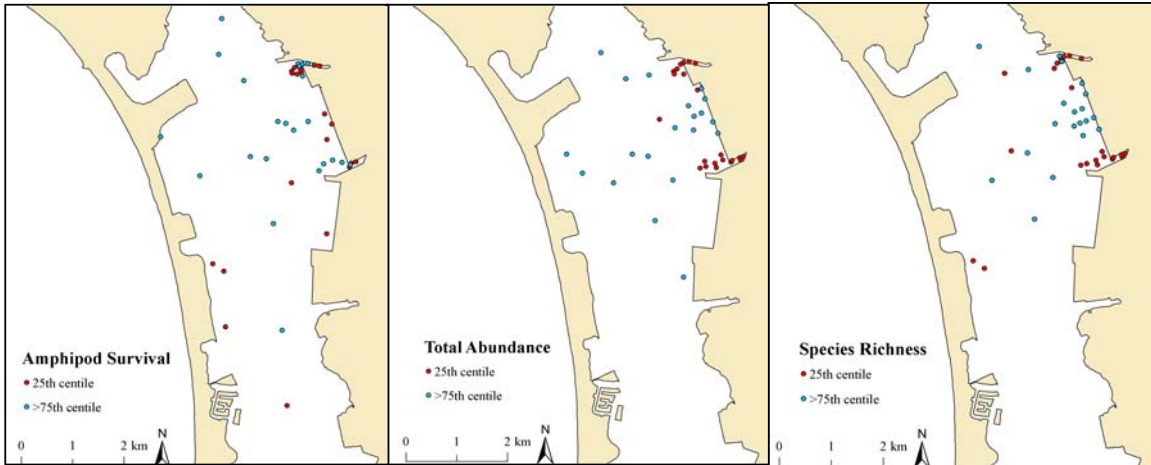 Amphipod Survival
25th centile
>75th centile
N
0 1 2 km
Total Abundance
25th centile
>75th centile
N
0 1 2 km
Species Richness
25th centile
>75th centile
N
0 1 2 km